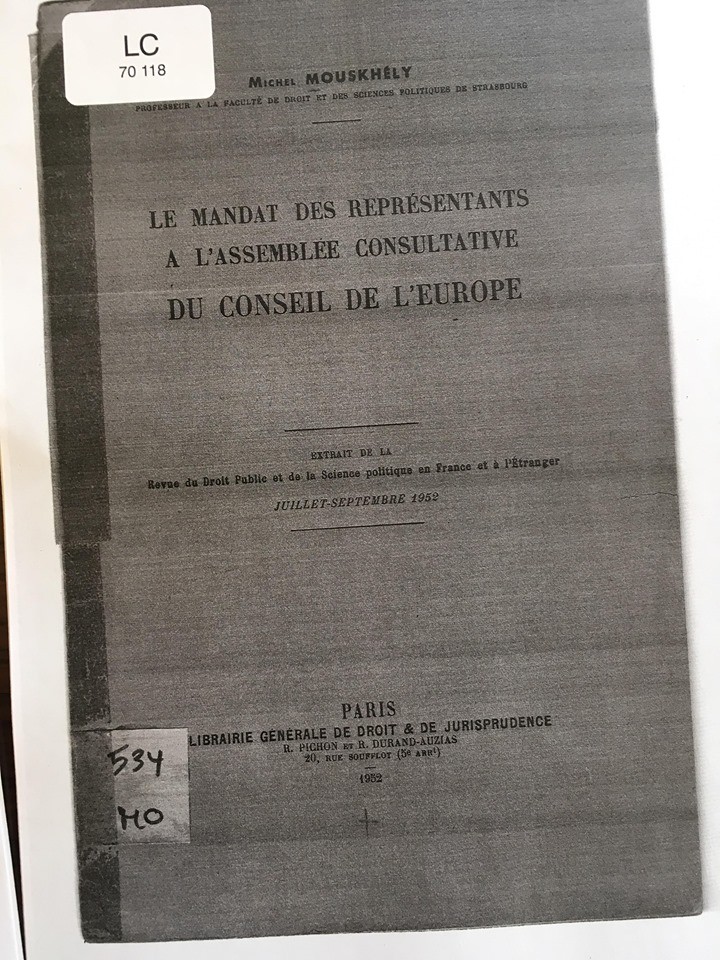 LC
70 118
MICHEL MOUSKHÉLY
PROFESSEUR A LA FACULTÉ DE DROIT ET DES SCIENCES POLITIQUES DE STRASBOURG
LE MANDAT DES REPRÉSENTANTS
A L'ASSEMBLÉE CONSULTATIVE
DU CONSEIL DE L'EUROPE
EXTRAIT DE LA
Revue du Droit Public et de la Science politique en France et à l'Étranger
JUILLET-SEPTEMBRE 1952
PARIS
LIBRAIRIE GÉNÉRALE DE DROIT & DE JURISPRUDENCE
R. PICHON ET R. DURAND-AUZIAS
20, RUE SOUFFLOT (5e ARRt)
1952
534
MO